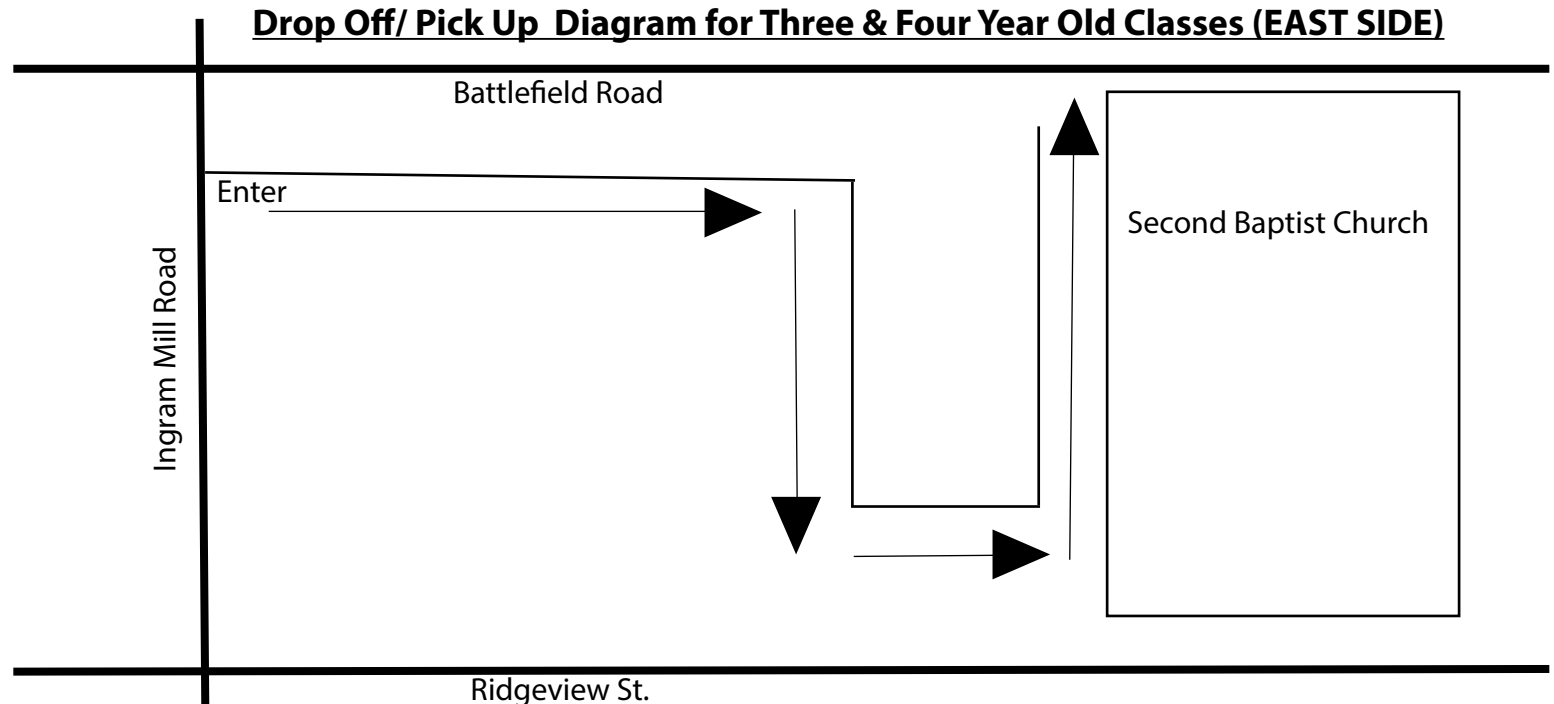 Drop Off/ Pick Up  Diagram for Three & Four Year Old Classes (EAST SIDE)
Battlefield Road
Enter
Second Baptist Church
Ingram Mill Road
Ridgeview St.